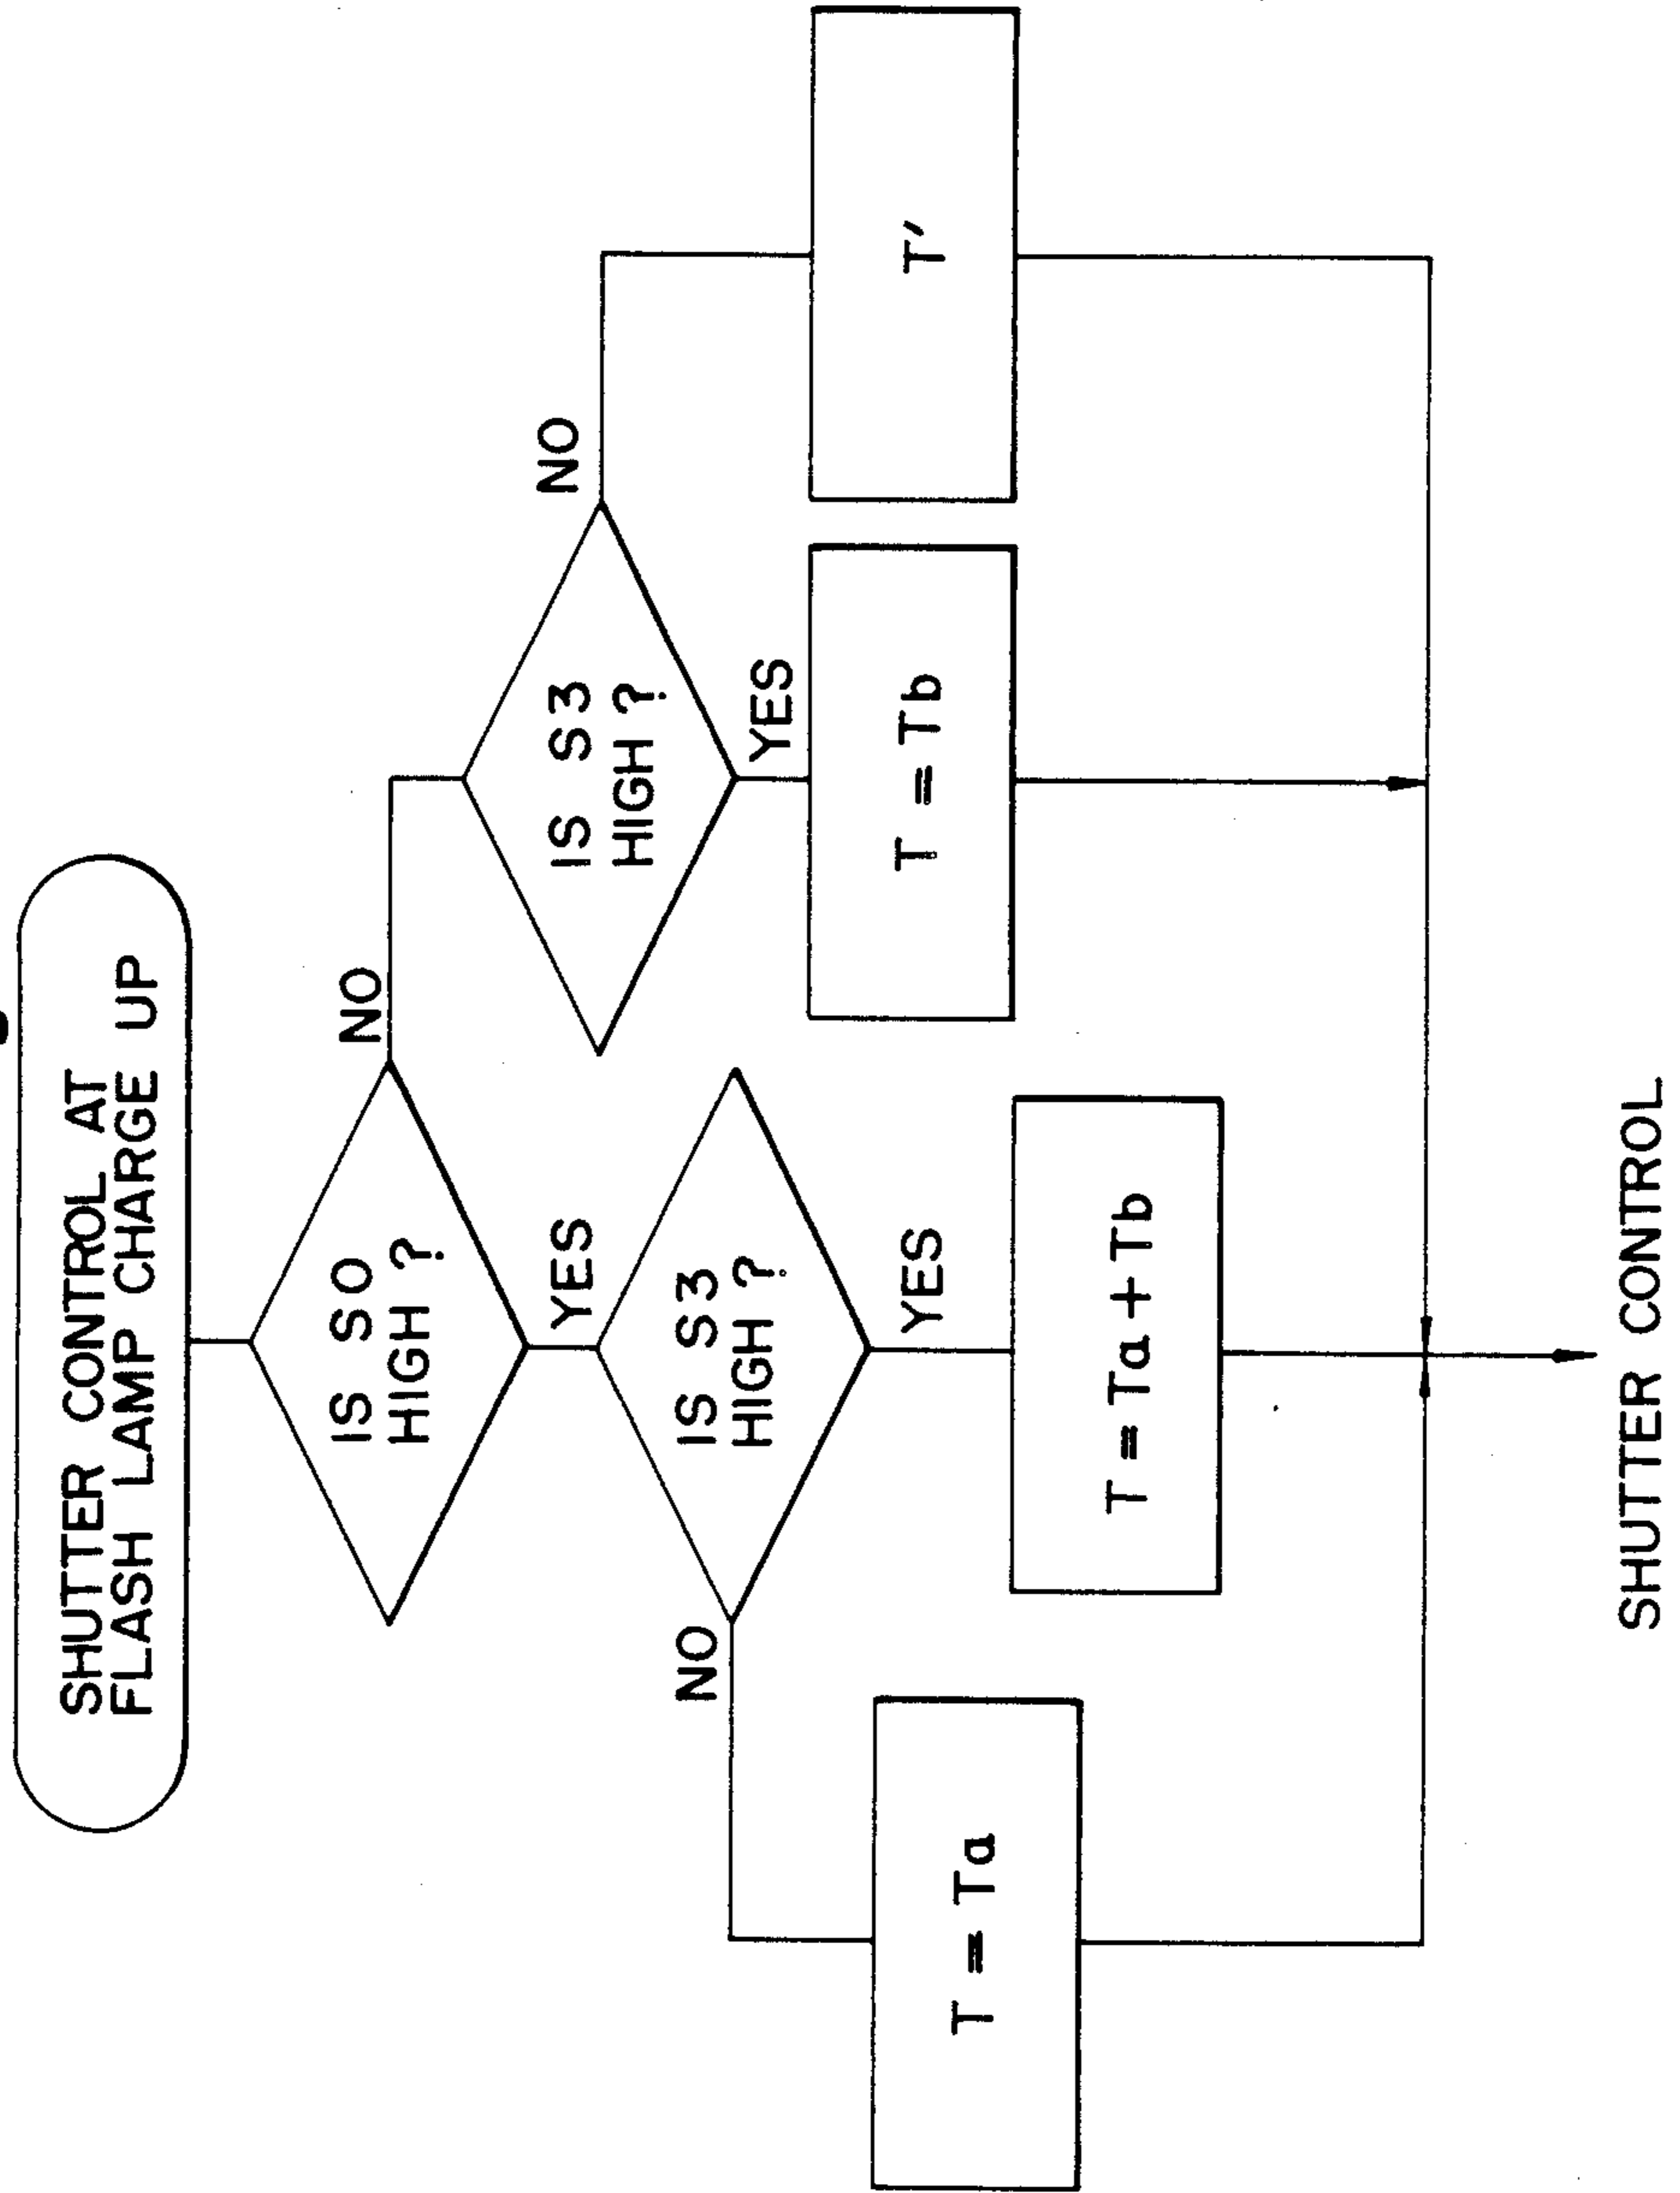 SHUTTER CONTROL AT
FLASH LAMP CHARGE UP
IS S0
HIGH ?
NO
YES
IS S3
HIGH ?
NO
YES
IS S3
HIGH ?
NO
YES
T = Ta
T = Ta + Tb
T = Tb
T'
SHUTTER CONTROL